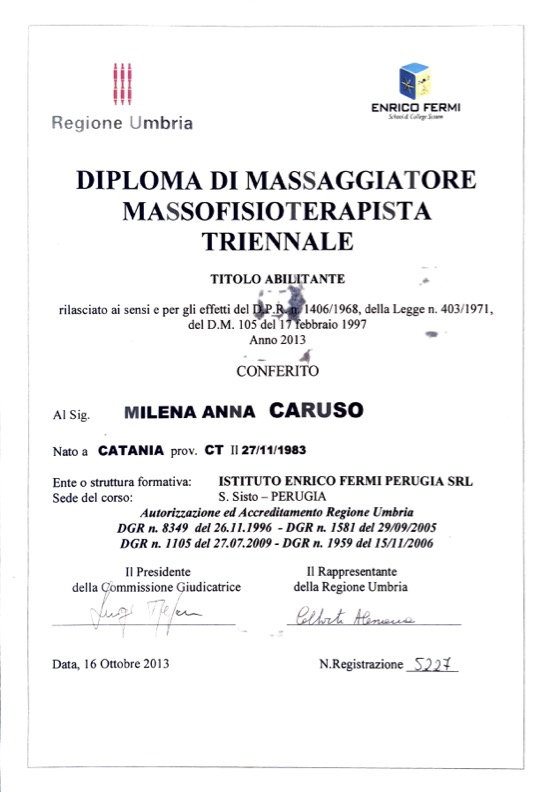 Regione Umbria
ENRICO FERMI
School & College System
DIPLOMA DI MASSAGGIATORE
MASSOFISIOTERAPISTA
TRIENNALE
TITOLO ABILITANTE
rilasciato ai sensi e per gli effetti del D.P.R. n. 1406/1968, della Legge n. 403/1971,
del D.M. 105 del 17 febbraio 1997
Anno 2013
CONFERITO
Al Sig. MILENA ANNA CARUSO
Nato a CATANIA prov. CT Il 27/11/1983
Ente o struttura formativa: ISTITUTO ENRICO FERMI PERUGIA SRL
Sede del corso: S. Sisto – PERUGIA
Autorizzazione ed Accreditamento Regione Umbria
DGR n. 8349 del 26.11.1996 - DGR n. 1581 del 29/09/2005
DGR n. 1105 del 27.07.2009 - DGR n. 1959 del 15/11/2006
Il Presidente
della Commissione Giudicatrice
Il Rappresentante
della Regione Umbria
Data, 16 Ottobre 2013
N.Registrazione 5227